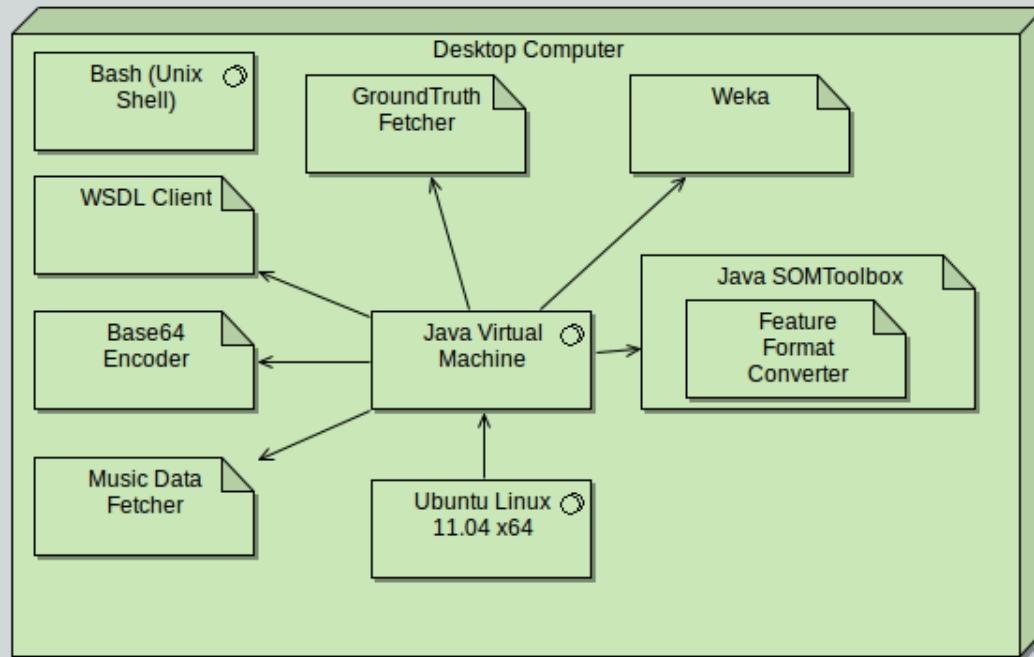 Desktop Computer
Bash (Unix
Shell)
GroundTruth
Fetcher
Weka
WSDL Client
Java SOMToolbox
Feature
Format
Converter
Base64
Encoder
Java Virtual
Machine
Music Data
Fetcher
Ubuntu Linux
11.04 x64